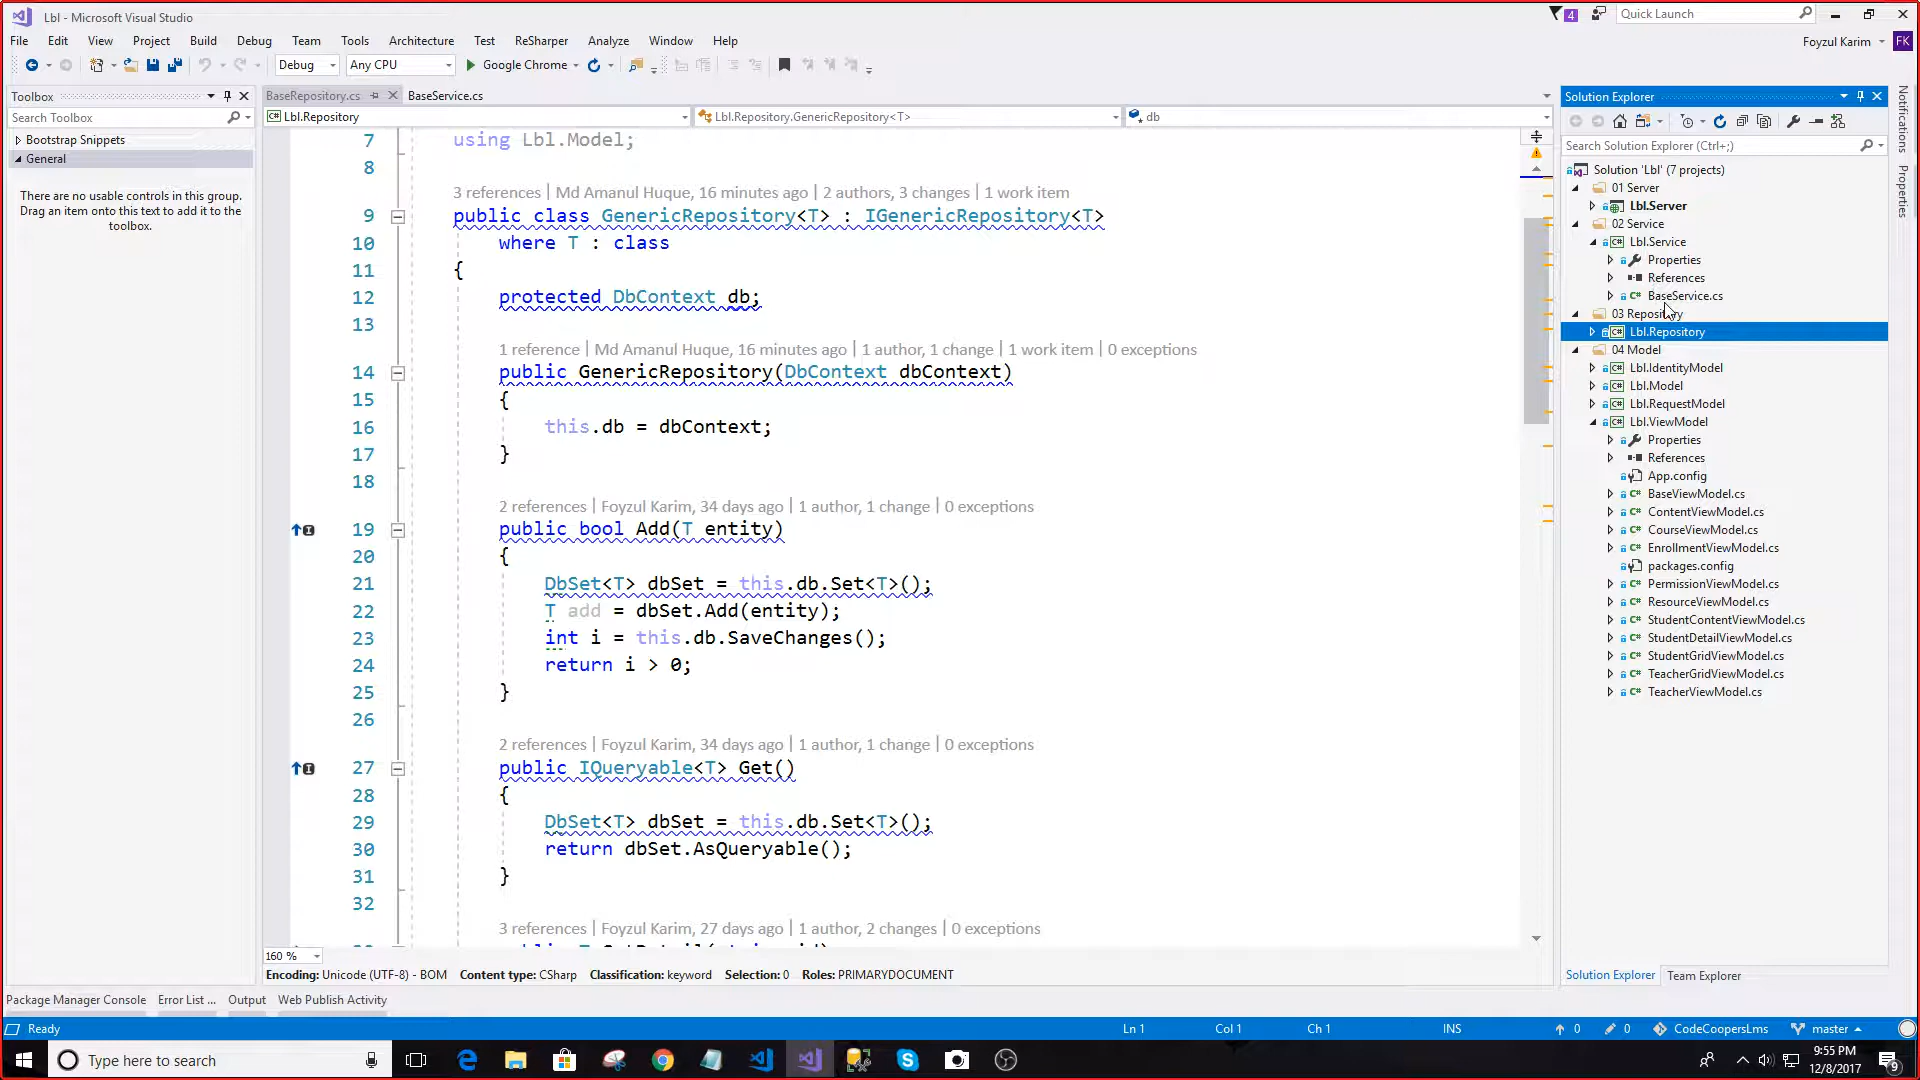 Lbl - Microsoft Visual Studio
4
Quick Launch
File Edit View Project Build Debug Team Tools Architecture Test ReSharper Analyze Window Help
Foyzul Karim FK
Debug Any CPU Google Chrome
Toolbox
Search Toolbox
Bootstrap Snippets
General
There are no usable controls in this group.
Drag an item onto this text to add it to the
toolbox.
BaseRepository.cs BaseService.cs
Lbl.Repository Lbl.Repository.GenericRepository<T> db
7 using Lbl.Model;
8
3 references | Md Amanul Huque, 16 minutes ago | 2 authors, 3 changes | 1 work item
9 public class GenericRepository<T> : IGenericRepository<T>
10 where T : class
11 {
12 protected DbContext db;
13
1 reference | Md Amanul Huque, 16 minutes ago | 1 author, 1 change | 1 work item | 0 exceptions
14 public GenericRepository(DbContext dbContext)
15 {
16 this.db = dbContext;
17 }
18
2 references | Foyzul Karim, 34 days ago | 1 author, 1 change | 0 exceptions
19 public bool Add(T entity)
20 {
21 DbSet<T> dbSet = this.db.Set<T>();
22 T add = dbSet.Add(entity);
23 int i = this.db.SaveChanges();
24 return i > 0;
25 }
26
2 references | Foyzul Karim, 34 days ago | 1 author, 1 change | 0 exceptions
27 public IQueryable<T> Get()
28 {
29 DbSet<T> dbSet = this.db.Set<T>();
30 return dbSet.AsQueryable();
31 }
32
3 references | Foyzul Karim, 27 days ago | 1 author, 2 changes | 0 exceptions
160 %
Encoding: Unicode (UTF-8) - BOM Content type: CSharp Classification: keyword Selection: 0 Roles: PRIMARYDOCUMENT
Solution Explorer
Search Solution Explorer (Ctrl+;)
Solution 'Lbl' (7 projects)
01 Server
Lbl.Server
02 Service
Lbl.Service
Properties
References
BaseService.cs
03 Repository
Lbl.Repository
04 Model
Lbl.IdentityModel
Lbl.Model
Lbl.RequestModel
Lbl.ViewModel
Properties
References
App.config
BaseViewModel.cs
ContentViewModel.cs
CourseViewModel.cs
EnrollmentViewModel.cs
packages.config
PermissionViewModel.cs
ResourceViewModel.cs
StudentContentViewModel.cs
StudentDetailViewModel.cs
StudentGridViewModel.cs
TeacherGridViewModel.cs
TeacherViewModel.cs
Solution Explorer Team Explorer
Notifications
Properties
Package Manager Console Error List ... Output Web Publish Activity
Ready Ln 1 Col 1 Ch 1 INS 0 0 CodeCoopersLms master
Type here to search
9:55 PM
12/8/2017
9